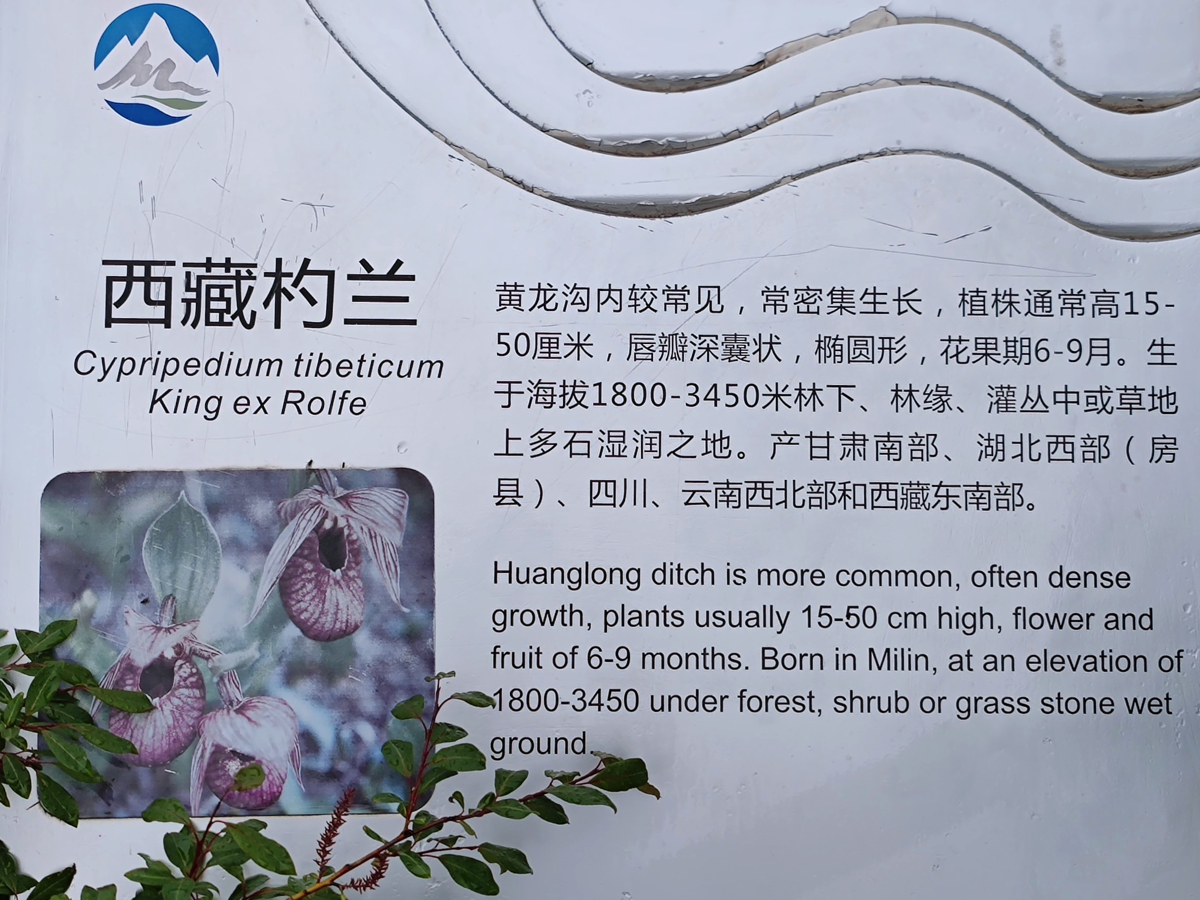 西藏杓兰
Cypripedium tibeticum
King ex Rolfe
黄龙沟内较常见，常密集生长，植株通常高15-
50厘米，唇瓣深囊状，椭圆形，花果期6-9月。生
于海拔1800-3450米林下、林缘、灌丛中或草地
上多石湿润之地。产甘肃南部、湖北西部（房
县）、四川、云南西北部和西藏东南部。
Huanglong ditch is more common, often dense
growth, plants usually 15-50 cm high, flower and
fruit of 6-9 months. Born in Milin, at an elevation of
1800-3450 under forest, shrub or grass stone wet
ground.